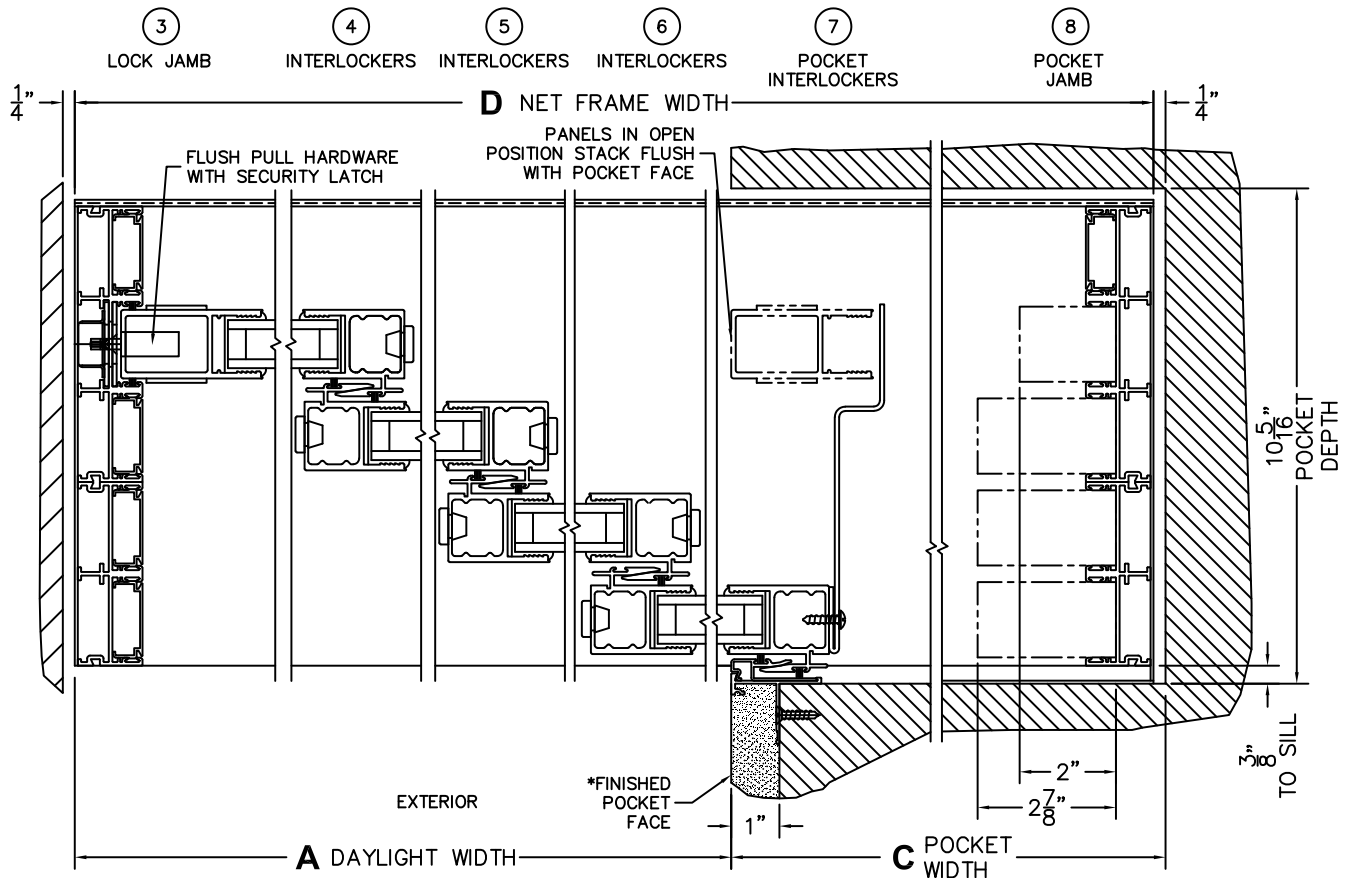 3
4
5
6
7
8
LOCK JAMB
INTERLOCKERS
INTERLOCKERS
INTERLOCKERS
POCKET
INTERLOCKERS
POCKET
JAMB
1/4"
D NET FRAME WIDTH
1/4"
PANELS IN OPEN
POSITION STACK FLUSH
WITH POCKET FACE
FLUSH PULL HARDWARE
WITH SECURITY LATCH
10 5/16"
POCKET
DEPTH
3/8"
TO SILL
2"
2 7/8"
*FINISHED
POCKET
FACE
1"
EXTERIOR
A DAYLIGHT WIDTH
C POCKET
WIDTH